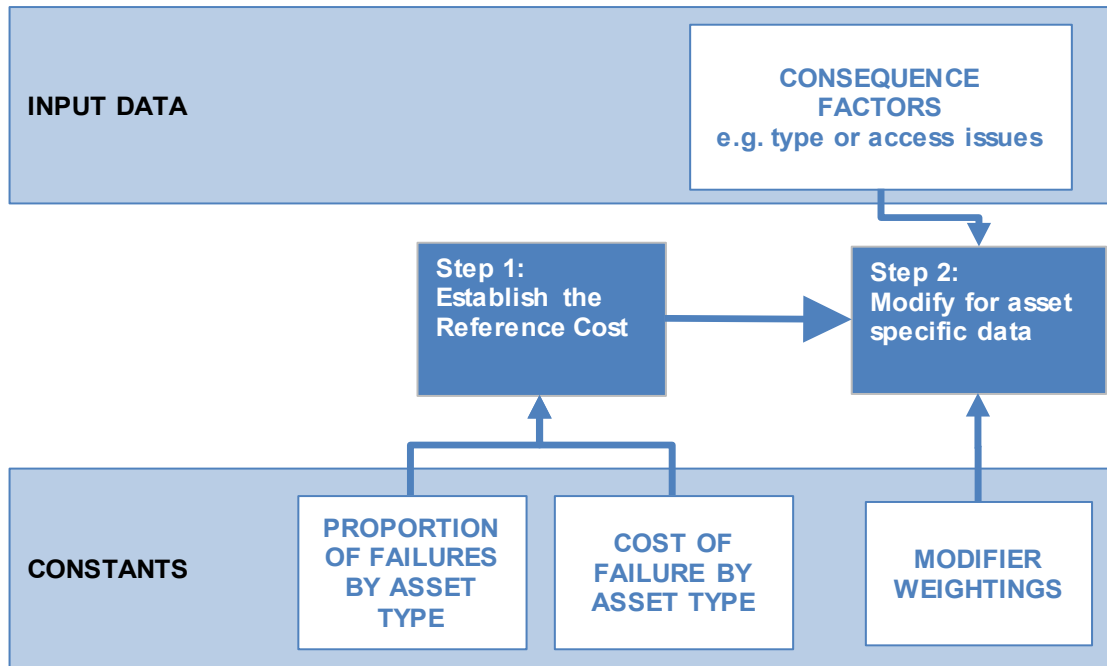 INPUT DATA
CONSEQUENCE
FACTORS
e.g. type or access issues
Step 1:
Establish the
Reference Cost
Step 2:
Modify for asset
specific data
CONSTANTS
PROPORTION
OF FAILURES
BY ASSET
TYPE
COST OF
FAILURE BY
ASSET TYPE
MODIFIER
WEIGHTINGS